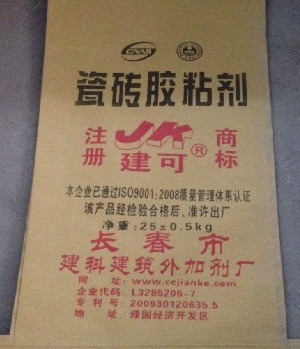 CNAS
瓷砖胶粘剂
注册 JK 商标
建可®
本企业已通过ISO9001:2008质量管理体系认证
该产品经检验合格后、准许出厂
净重:25±0.5kg
长春市
建科建筑外加剂厂
网 址:www.ccjianke.com
企业代码:L3285206-7
专利号:200930120635.5
地 址:绿园经济开发区